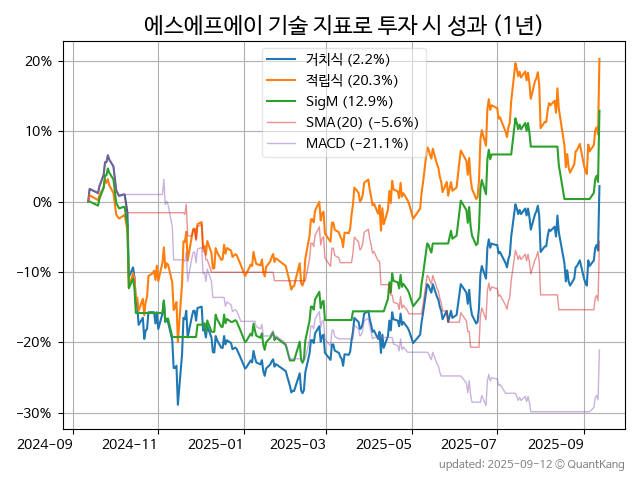 에스에프에이 기술 지표로 투자 시 성과 (1년)
거치식 (2.2%)
적립식 (20.3%)
SigM (12.9%)
SMA(20) (−5.6%)
MACD (−21.1%)
20%
10%
0%
−10%
−20%
−30%
2024-09
2024-11
2025-01
2025-03
2025-05
2025-07
2025-09
updated: 2025-09-12 © QuantKang